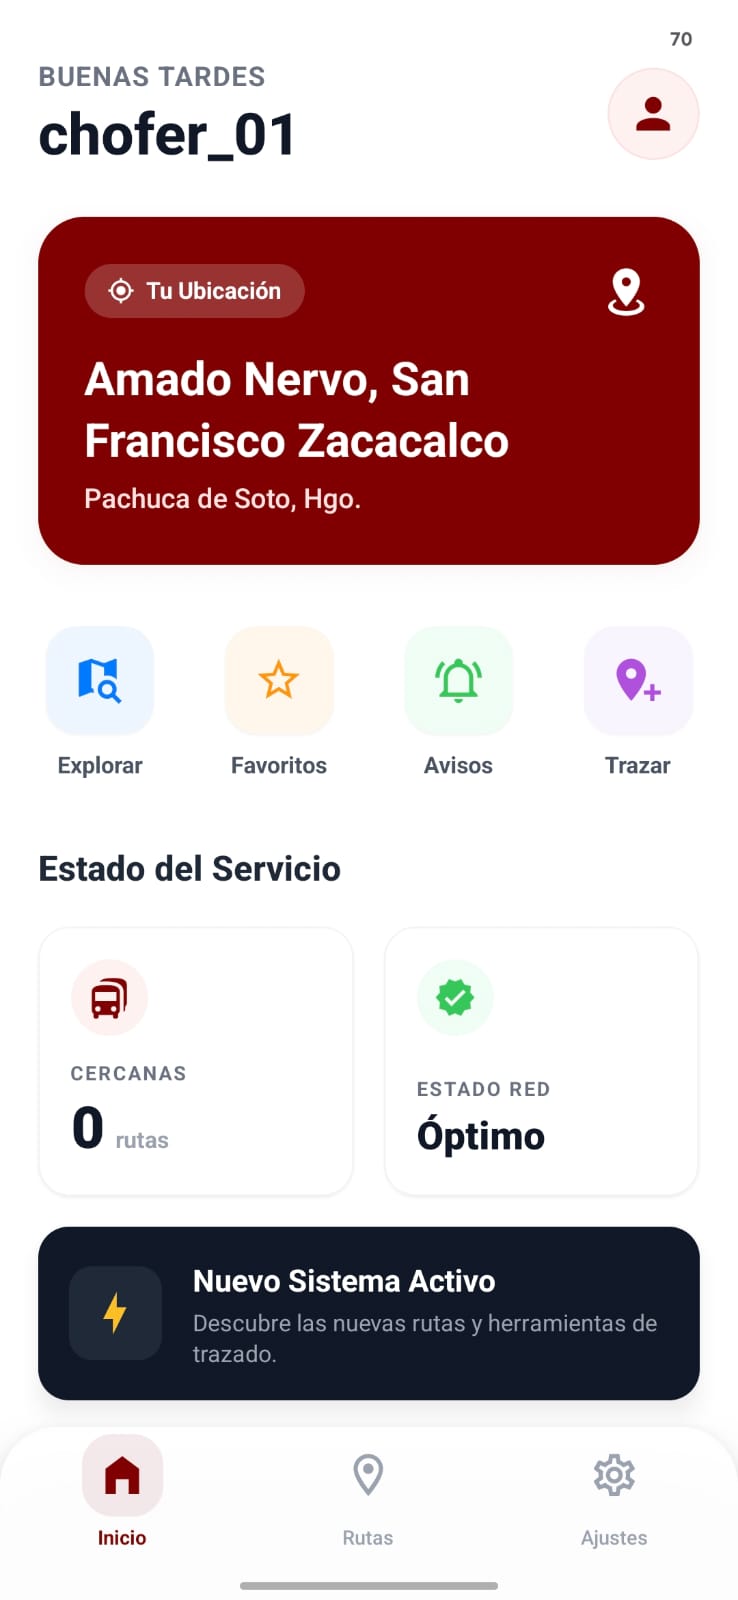 70
BUENAS TARDES
chofer_01
Tu Ubicación
Amado Nervo, San
Francisco Zacacalco
Pachuca de Soto, Hgo.
Explorar
Favoritos
Avisos
Trazar
Estado del Servicio
CERCANAS
0 rutas
ESTADO RED
Óptimo
Nuevo Sistema Activo
Descubre las nuevas rutas y herramientas de
trazado.
Inicio
Rutas
Ajustes